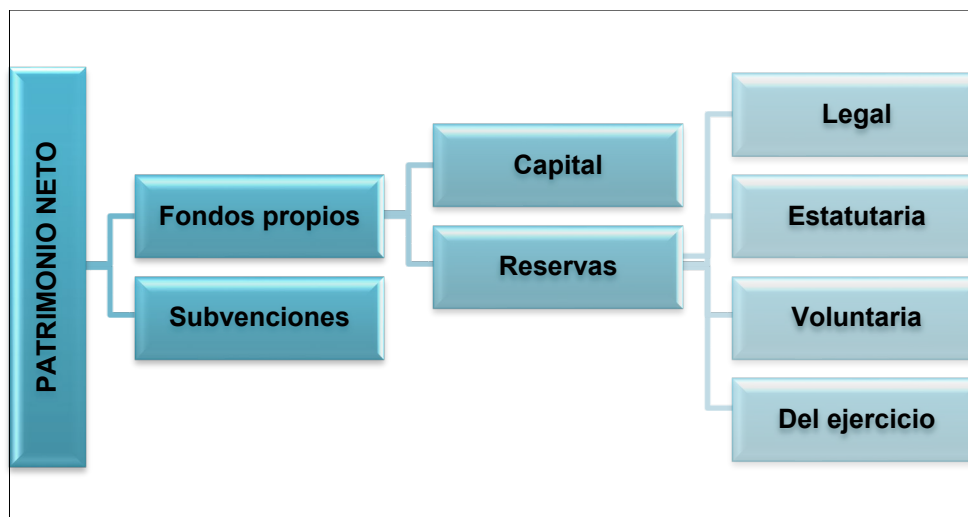 PATRIMONIO NETO
Fondos propios
Subvenciones
Capital
Reservas
Legal
Estatutaria
Voluntaria
Del ejercicio